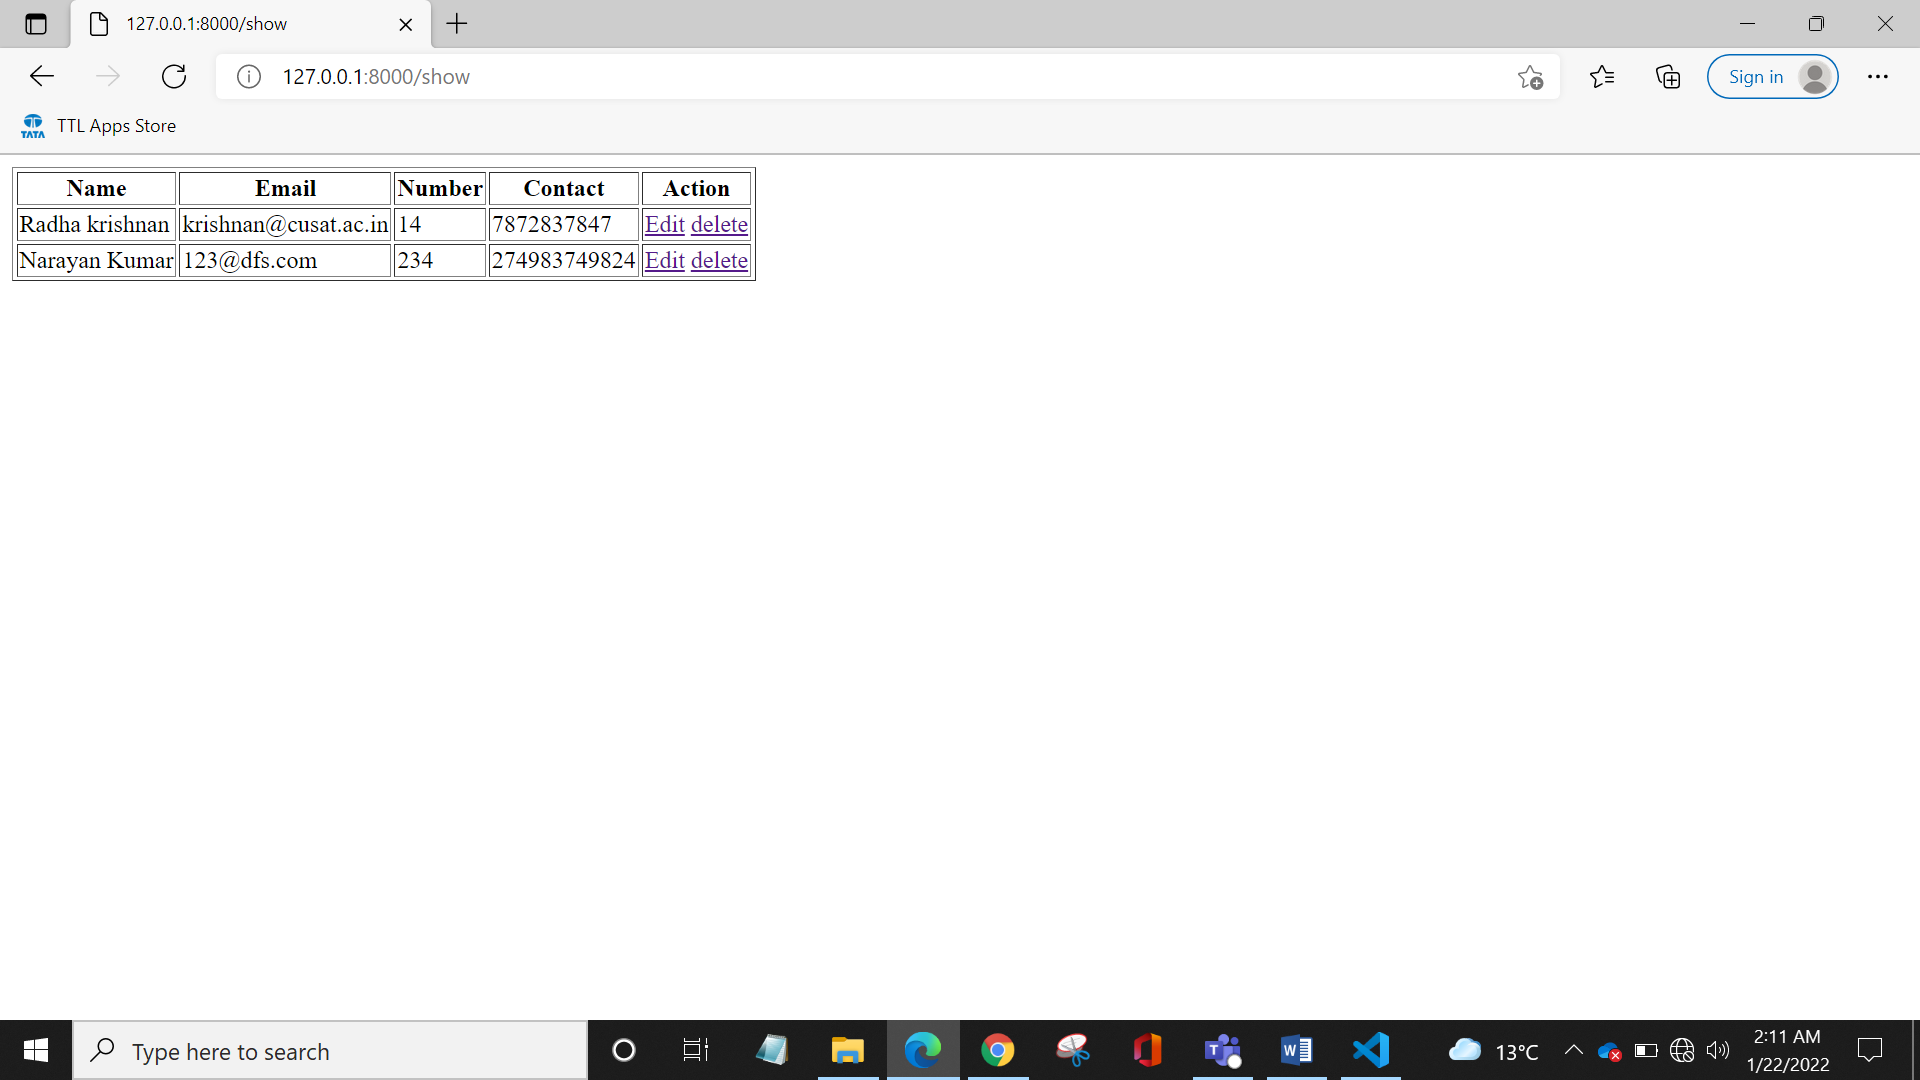 127.0.0.1:8000/show
127.0.0.1:8000/show
Sign in
TATA TTL Apps Store
Name Email Number Contact Action
Radha krishnan krishnan@cusat.ac.in 14 7872837847 Edit delete
Narayan Kumar 123@dfs.com 234 274983749824 Edit delete
Type here to search
13°C
2:11 AM
1/22/2022